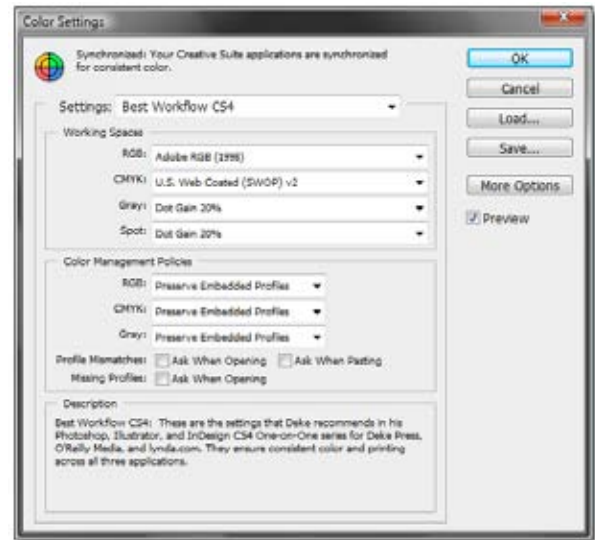 Color Settings
Synchronized: Your Creative Suite applications are synchronized
for consistent color.
OK
Cancel
Load...
Save...
More Options
Preview
Settings: Best Workflow CS4
Working Spaces
RGB: Adobe RGB (1998)
CMYK: U.S. Web Coated (SWOP) v2
Gray: Dot Gain 20%
Spot: Dot Gain 20%
Color Management Policies
RGB: Preserve Embedded Profiles
CMYK: Preserve Embedded Profiles
Gray: Preserve Embedded Profiles
Profile Mismatches: Ask When Opening Ask When Pasting
Missing Profiles: Ask When Opening
Description
Best Workflow CS4: These are the settings that Deke recommends in his
Photoshop, Illustrator, and InDesign CS4 One-on-One series for Deke Press,
O'Reilly Media, and lynda.com. They ensure consistent color and printing
across all three applications.